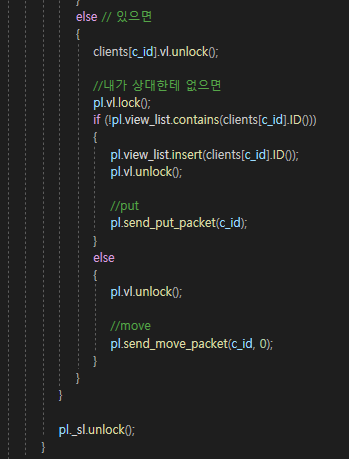 }
else // 있으면
{
clients[c_id].vl.unlock();
//내가 상대한테 없으면
pl.vl.lock();
if (!pl.view_list.contains(clients[c_id].ID()))
{
pl.view_list.insert(clients[c_id].ID());
pl.vl.unlock();
//put
pl.send_put_packet(c_id);
}
else
{
pl.vl.unlock();
//move
pl.send_move_packet(c_id, 0);
}
}
}
pl._sl.unlock();
}